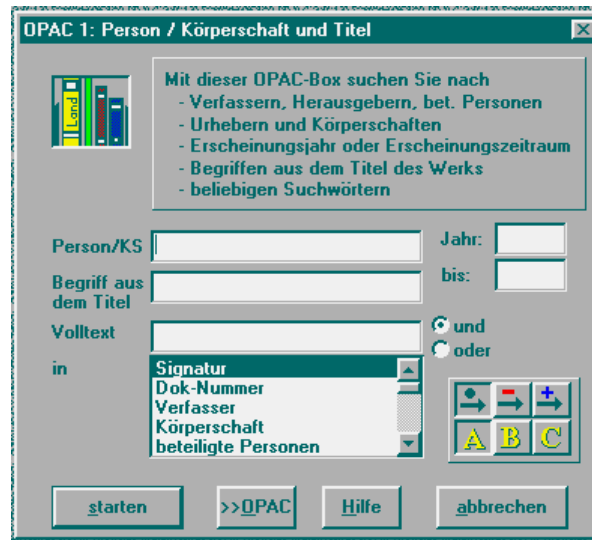 OPAC 1: Person / Körperschaft und Titel
Land
Mit dieser OPAC-Box suchen Sie nach
- Verfassern, Herausgebern, bet. Personen
- Urhebern und Körperschaften
- Erscheinungsjahr oder Erscheinungszeitraum
- Begriffen aus dem Titel des Werks
- beliebigen Suchwörtern
Person/KS
Jahr:
Begriff aus
dem Titel
bis:
Volltext
und
oder
in
Signatur
Dok-Nummer
Verfasser
Körperschaft
beteiligte Personen
A B C
starten >>OPAC Hilfe abbrechen